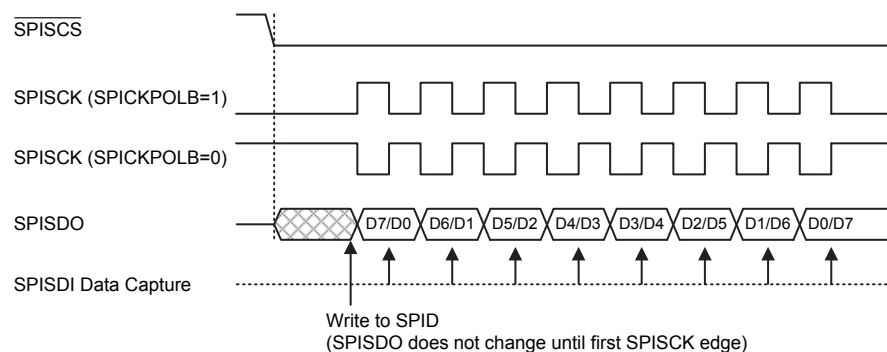 SPISCS
SPISCK (SPICKPOLB=1)
SPISCK (SPICKPOLB=0)
SPISDO
D7/D0 D6/D1 D5/D2 D4/D3 D3/D4 D2/D5 D1/D6 D0/D7
SPISDI Data Capture
Write to SPID
(SPISDO does not change until first SPISCK edge)